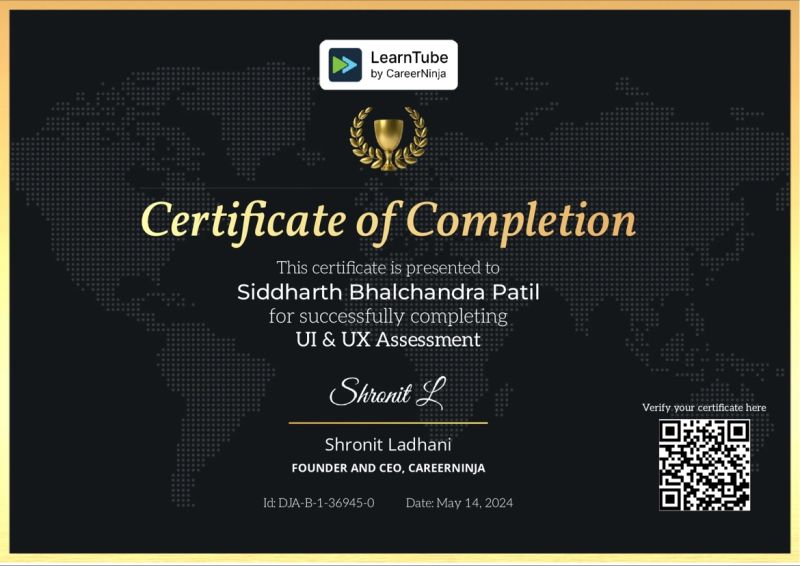 LearnTube
by CareerNinja
Certificate of Completion
This certificate is presented to
Siddharth Bhalchandra Patil
for successfully completing
UI & UX Assessment
Shronit L
Shronit Ladhani
FOUNDER AND CEO, CAREERNINJA
Verify your certificate here
Id: DJA-B-1-36945-0 Date: May 14, 2024